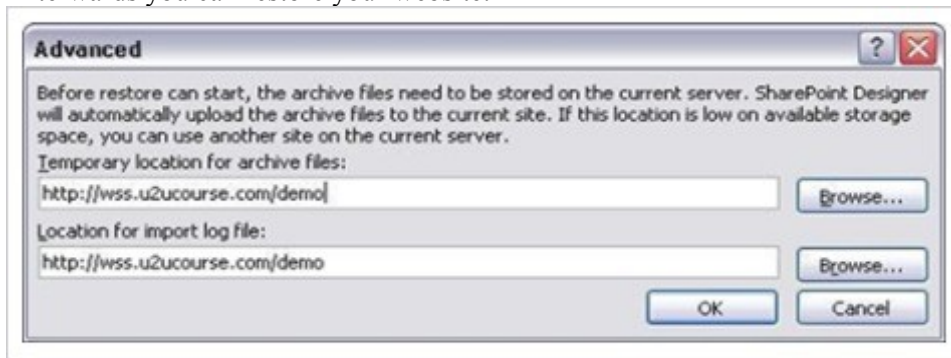 Advanced
Before restore can start, the archive files need to be stored on the current server. SharePoint Designer
will automatically upload the archive files to the current site. If this location is low on available storage
space, you can use another site on the current server.
Temporary location for archive files:
http://wss.u2ucourse.com/demo
Browse...
Location for import log file:
http://wss.u2ucourse.com/demo
Browse...
OK
Cancel